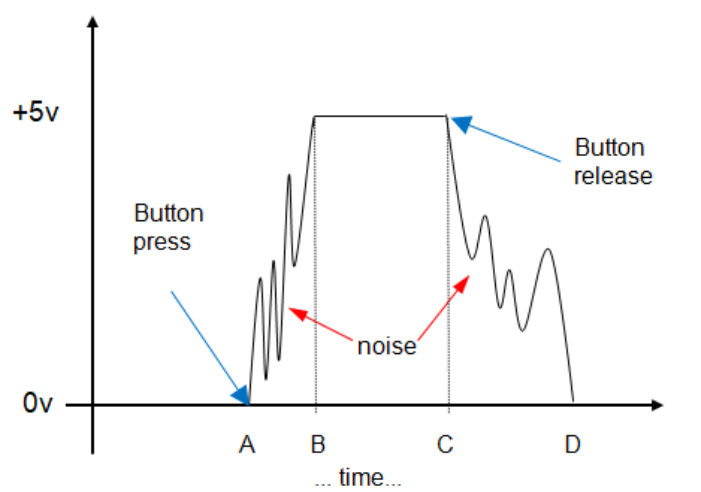 +5v
Button
release
Button
press
noise
0v
A B C D
... time...